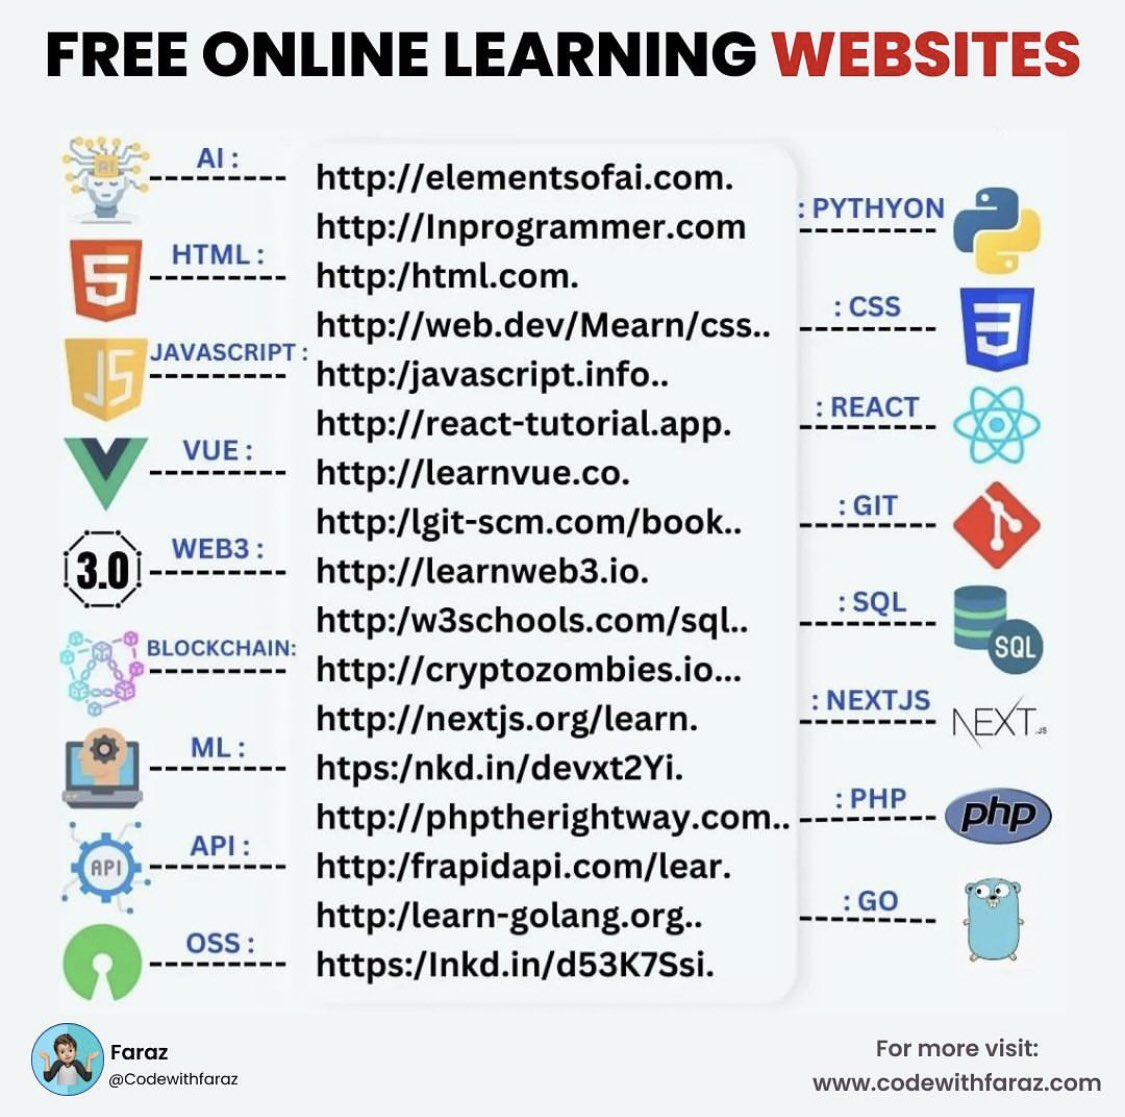 FREE ONLINE LEARNING WEBSITES
AI :
http://elementsofai.com.
: PYTHYON
http://Inprogrammer.com
HTML :
http:/html.com.
: CSS
http://web.dev/Mearn/css..
JAVASCRIPT :
JS
http:/javascript.info..
: REACT
http://react-tutorial.app.
VUE :
http://learnvue.co.
: GIT
http:/lgit-scm.com/book..
WEB3 :
3.0
http://learnweb3.io.
: SQL
SQL
http:/w3schools.com/sql..
BLOCKCHAIN:
http://cryptozombies.io...
: NEXTJS
NEXT.JS
http://nextjs.org/learn.
ML :
htps:/nkd.in/devxt2Yi.
: PHP
php
http://phptherightway.com..
API :
API
http:/frapidapi.com/lear.
: GO
http:/learn-golang.org..
OSS :
https:/Inkd.in/d53K7Ssi.
Faraz
@Codewithfaraz
For more visit:
www.codewithfaraz.com